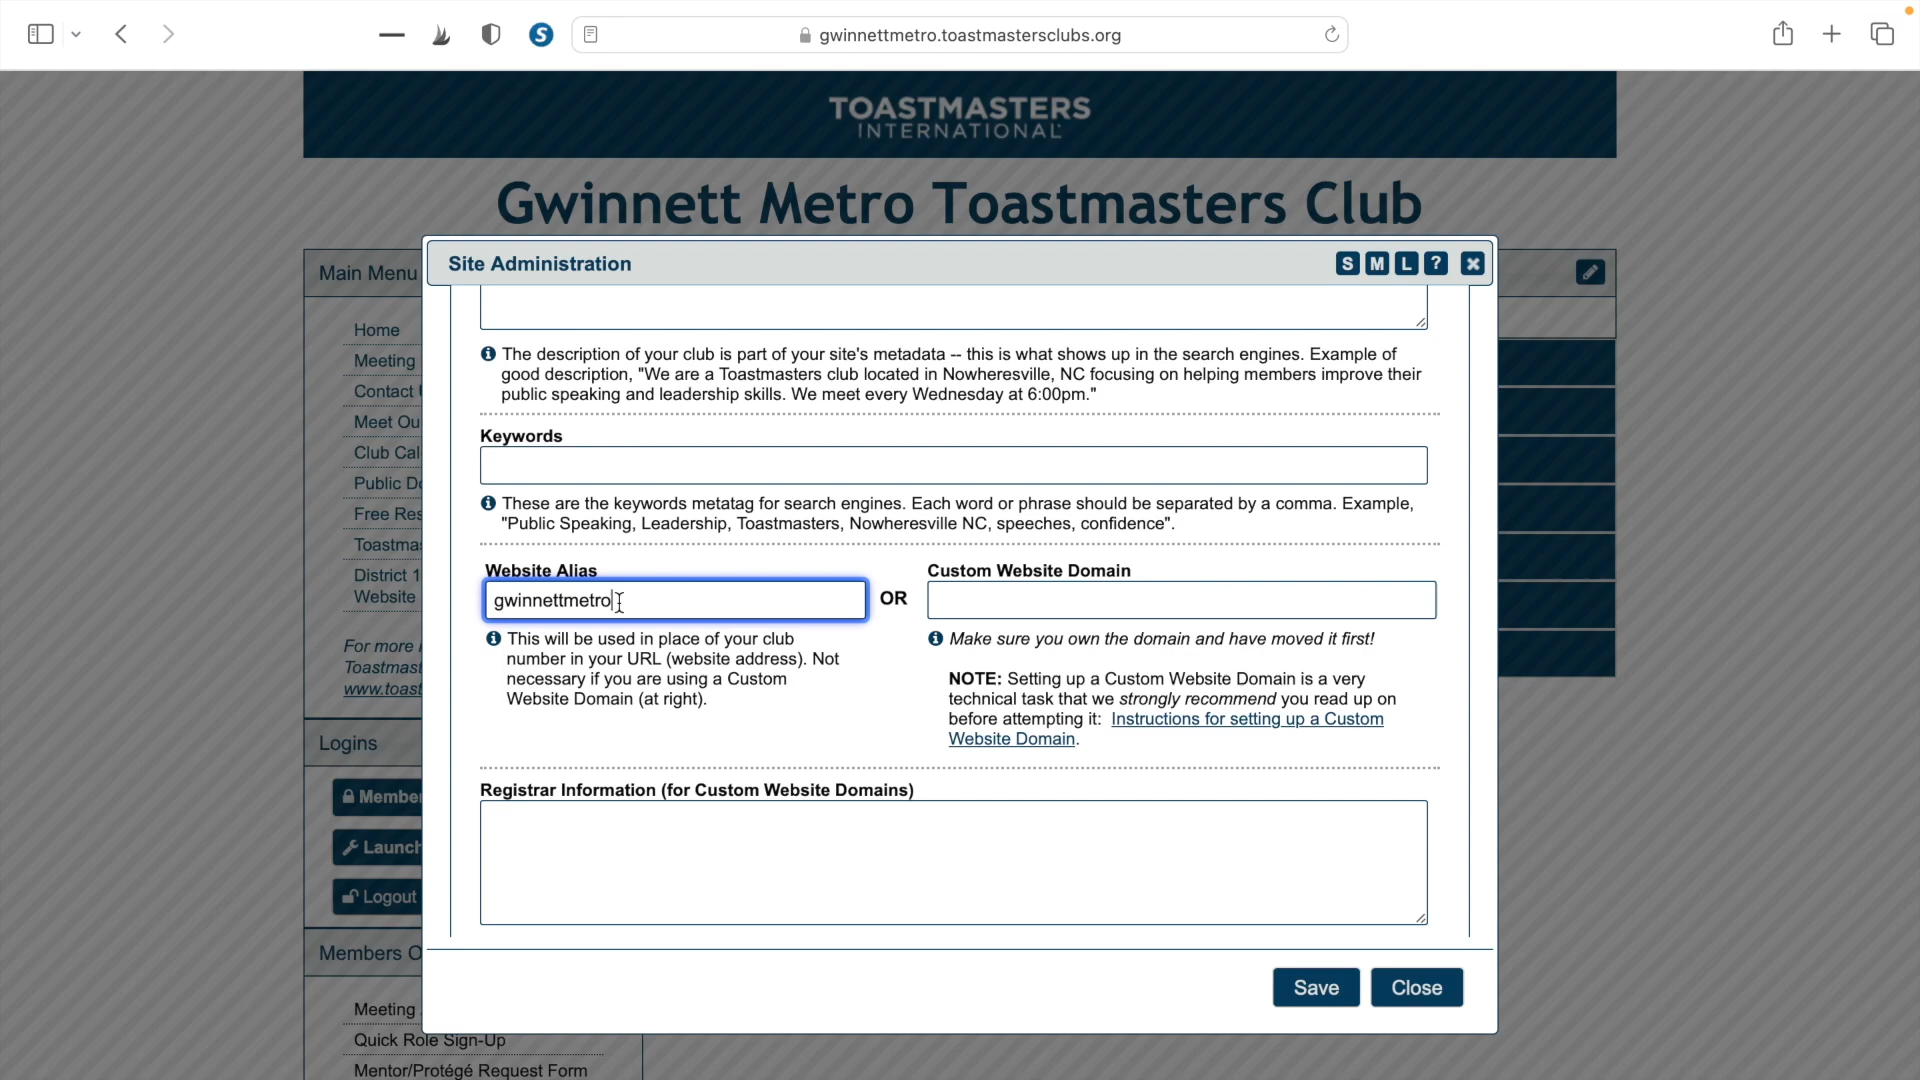 gwinnettmetro.toastmastersclubs.org
TOASTMASTERS
INTERNATIONAL
Gwinnett Metro Toastmasters Club
Site Administration
S M L ?
Main Menu
Home
Meeting
Contact
Meet Ou
Club Cal
Public D
Free Res
Toastma
District 1
Website
For more
Toastmast
www.toast
Logins
Member
Launch
Logout
Members O
Meeting
Quick Role Sign-Up
Mentor/Protégé Request Form
The description of your club is part of your site's metadata -- this is what shows up in the search engines. Example of
good description, "We are a Toastmasters club located in Nowheresville, NC focusing on helping members improve their
public speaking and leadership skills. We meet every Wednesday at 6:00pm."
Keywords
These are the keywords metatag for search engines. Each word or phrase should be separated by a comma. Example,
"Public Speaking, Leadership, Toastmasters, Nowheresville NC, speeches, confidence".
Website Alias
gwinnettmetro
This will be used in place of your club
number in your URL (website address). Not
necessary if you are using a Custom
Website Domain (at right).
OR
Custom Website Domain
Make sure you own the domain and have moved it first!
NOTE: Setting up a Custom Website Domain is a very
technical task that we strongly recommend you read up on
before attempting it: Instructions for setting up a Custom
Website Domain.
Registrar Information (for Custom Website Domains)
Save Close